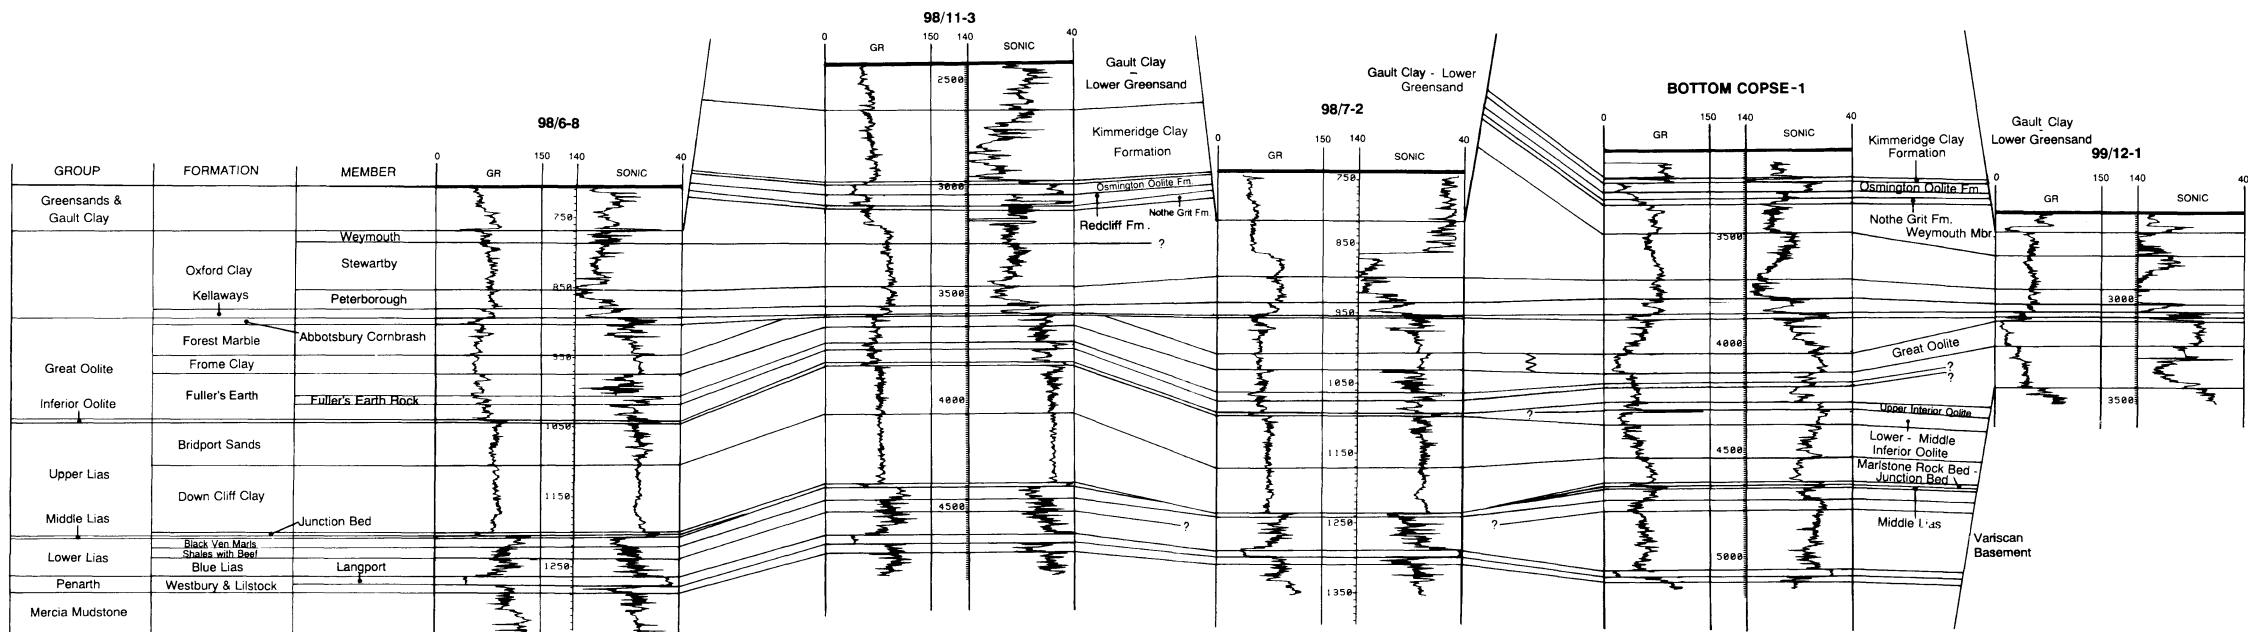 98/11-3
0
150
140
40
GR
SONIC
2500
3000
3500
4000
4500
Gault Clay
–
Lower Greensand
Kimmeridge Clay
Formation
Osmington Oolite Fm.
Nothe Grit Fm.
Redcliff Fm.
?
?
98/6-8
0
150
140
40
GROUP
FORMATION
MEMBER
GR
SONIC
Greensands &
Gault Clay
750
Weymouth
Oxford Clay
Stewartby
850
Kellaways
Peterborough
Abbotsbury Cornbrash
Forest Marble
950
Great Oolite
Frome Clay
Fuller's Earth
Fuller's Earth Rock
Inferior Oolite
1050
Bridport Sands
Upper Lias
Down Cliff Clay
1150
Middle Lias
Junction Bed
Black Ven Marls
Lower Lias
Shales with Beef
Blue Lias
Langport
1250
Penarth
Westbury & Lilstock
Mercia Mudstone
Gault Clay - Lower
Greensand
98/7-2
0
150
140
40
GR
SONIC
750
850
950
1050
1150
1250
1350
?
?
BOTTOM COPSE-1
0
150
140
40
GR
SONIC
3500
4000
4500
5000
Kimmeridge Clay
Formation
Osmington Oolite Fm.
Nothe Grit Fm.
Weymouth Mbr.
Great Oolite
?
?
Upper Inferior Oolite
Lower - Middle
Inferior Oolite
Marlstone Rock Bed -
Junction Bed
Middle Lias
Variscan
Basement
Gault Clay
Lower Greensand
99/12-1
0
150
140
40
GR
SONIC
3000
3500